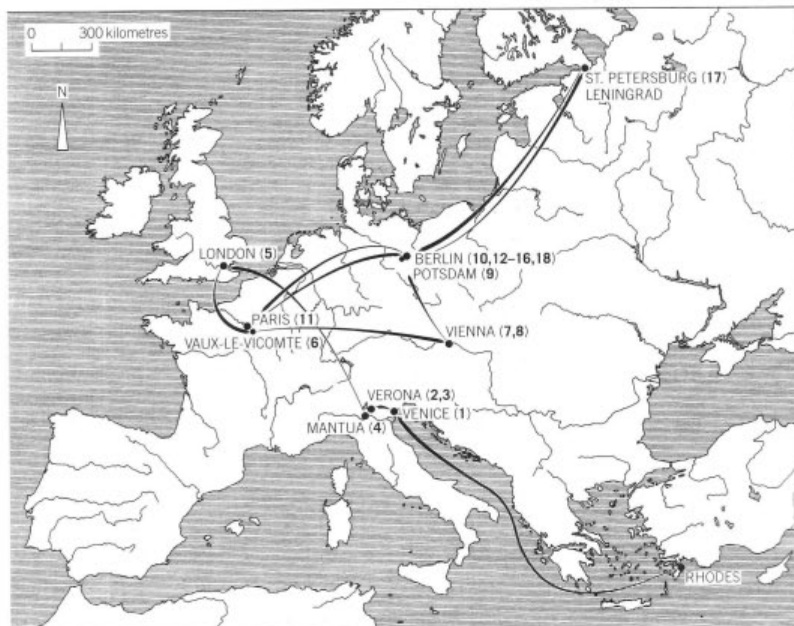 0 300 kilometres
N
ST. PETERSBURG (17)
LENINGRAD
LONDON (5)
BERLIN (10,12–16,18)
POTSDAM (9)
PARIS (11)
VAUX-LE-VICOMTE (6)
VIENNA (7,8)
VERONA (2,3)
VENICE (1)
MANTUA (4)
RHODES